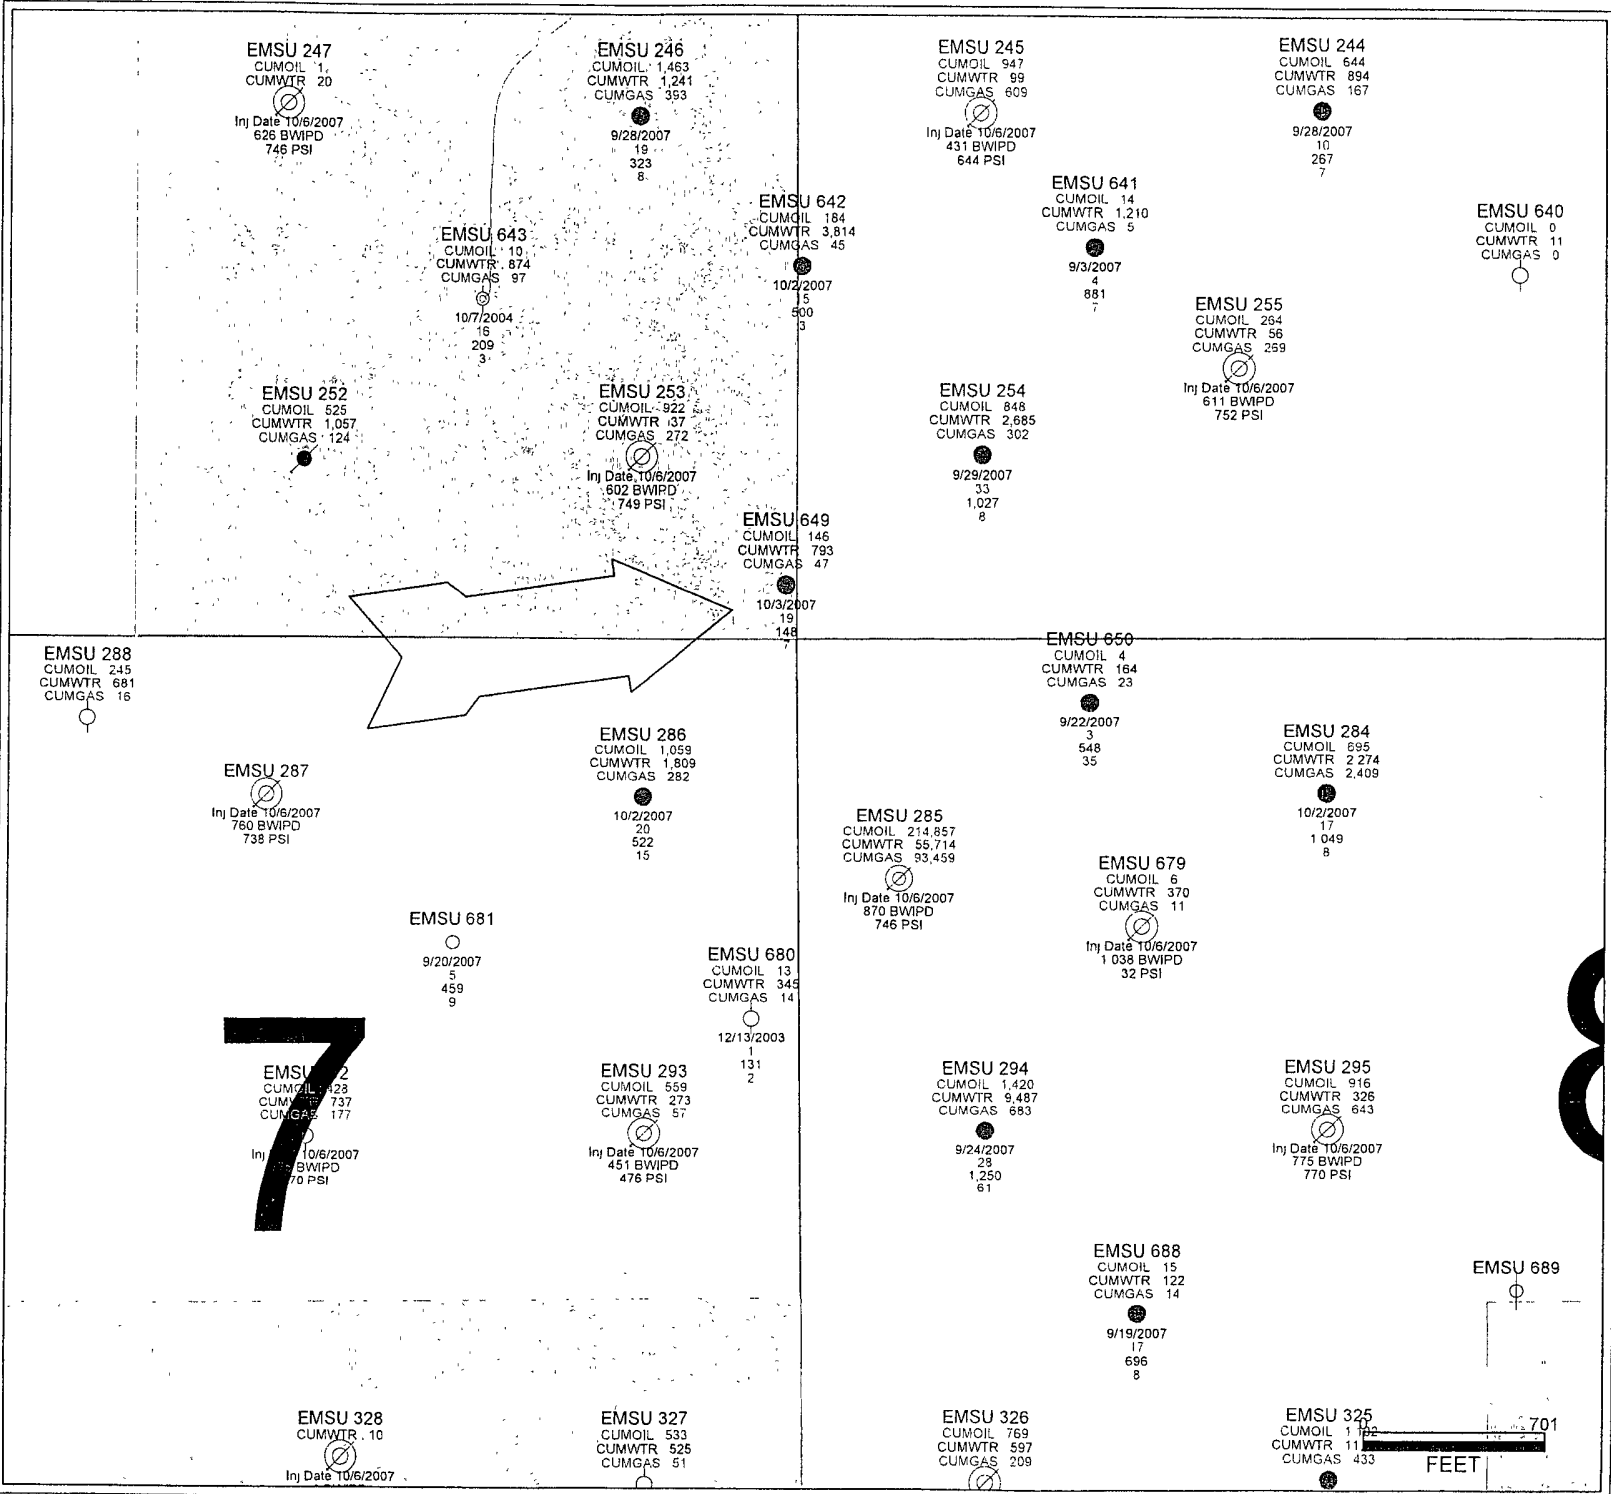 EMSU 247
CUMOIL 1
CUMWTR 20
Inj Date 10/6/2007
626 BWIPD
746 PSI
EMSU 246
CUMOIL 1,463
CUMWTR 1,241
CUMGAS 393
9/28/2007
19
323
8
EMSU 245
CUMOIL 947
CUMWTR 99
CUMGAS 609
Inj Date 10/6/2007
431 BWIPD
644 PSI
EMSU 244
CUMOIL 644
CUMWTR 894
CUMGAS 167
9/28/2007
10
267
7
EMSU 643
CUMOIL 10
CUMWTR 874
CUMGAS 97
10/7/2004
16
209
3
EMSU 642
CUMOIL 184
CUMWTR 3,814
CUMGAS 45
10/2/2007
500
3
EMSU 641
CUMOIL 14
CUMWTR 1,210
CUMGAS 5
9/3/2007
4
881
7
EMSU 640
CUMOIL 0
CUMWTR 11
CUMGAS 0
EMSU 255
CUMOIL 264
CUMWTR 56
CUMGAS 269
Inj Date 10/6/2007
611 BWIPD
752 PSI
EMSU 252
CUMOIL 525
CUMWTR 1,057
CUMGAS 124
EMSU 253
CUMOIL 922
CUMWTR 37
CUMGAS 272
Inj Date 10/6/2007
602 BWIPD
749 PSI
EMSU 254
CUMOIL 848
CUMWTR 2,685
CUMGAS 302
9/29/2007
33
1,027
8
EMSU 649
CUMOIL 146
CUMWTR 793
CUMGAS 47
10/3/2007
19
148
7
EMSU 288
CUMOIL 245
CUMWTR 681
CUMGAS 16
EMSU 650
CUMOIL 4
CUMWTR 164
CUMGAS 23
9/22/2007
3
548
35
EMSU 287
Inj Date 10/6/2007
760 BWIPD
738 PSI
EMSU 286
CUMOIL 1,059
CUMWTR 1,809
CUMGAS 282
10/2/2007
20
522
15
EMSU 284
CUMOIL 695
CUMWTR 2 274
CUMGAS 2,409
10/2/2007
17
1 049
8
EMSU 285
CUMOIL 214,857
CUMWTR 55,714
CUMGAS 93,459
Inj Date 10/6/2007
870 BWIPD
746 PSI
EMSU 679
CUMOIL 6
CUMWTR 370
CUMGAS 11
Inj Date 10/6/2007
1 038 BWIPD
32 PSI
EMSU 681
9/20/2007
5
459
9
EMSU 680
CUMOIL 13
CUMWTR 345
CUMGAS 14
12/13/2003
1
131
2
7
8
EMSU
CUMOIL
737
CUMGAS 177
Inj 10/6/2007
BWIPD
PSI
EMSU 293
CUMOIL 559
CUMWTR 273
CUMGAS 57
Inj Date 10/6/2007
451 BWIPD
476 PSI
EMSU 294
CUMOIL 1,420
CUMWTR 9,487
CUMGAS 683
9/24/2007
28
1,250
61
EMSU 295
CUMOIL 916
CUMWTR 326
CUMGAS 643
Inj Date 10/6/2007
775 BWIPD
770 PSI
EMSU 688
CUMOIL 15
CUMWTR 122
CUMGAS 14
9/19/2007
17
696
8
EMSU 689
EMSU 328
CUMWTR 10
Inj Date 10/6/2007
EMSU 327
CUMOIL 533
CUMWTR 525
CUMGAS 51
EMSU 326
CUMOIL 769
CUMWTR 597
CUMGAS 209
EMSU 325
CUMOIL
CUMWTR
CUMGAS 433
0 701
FEET